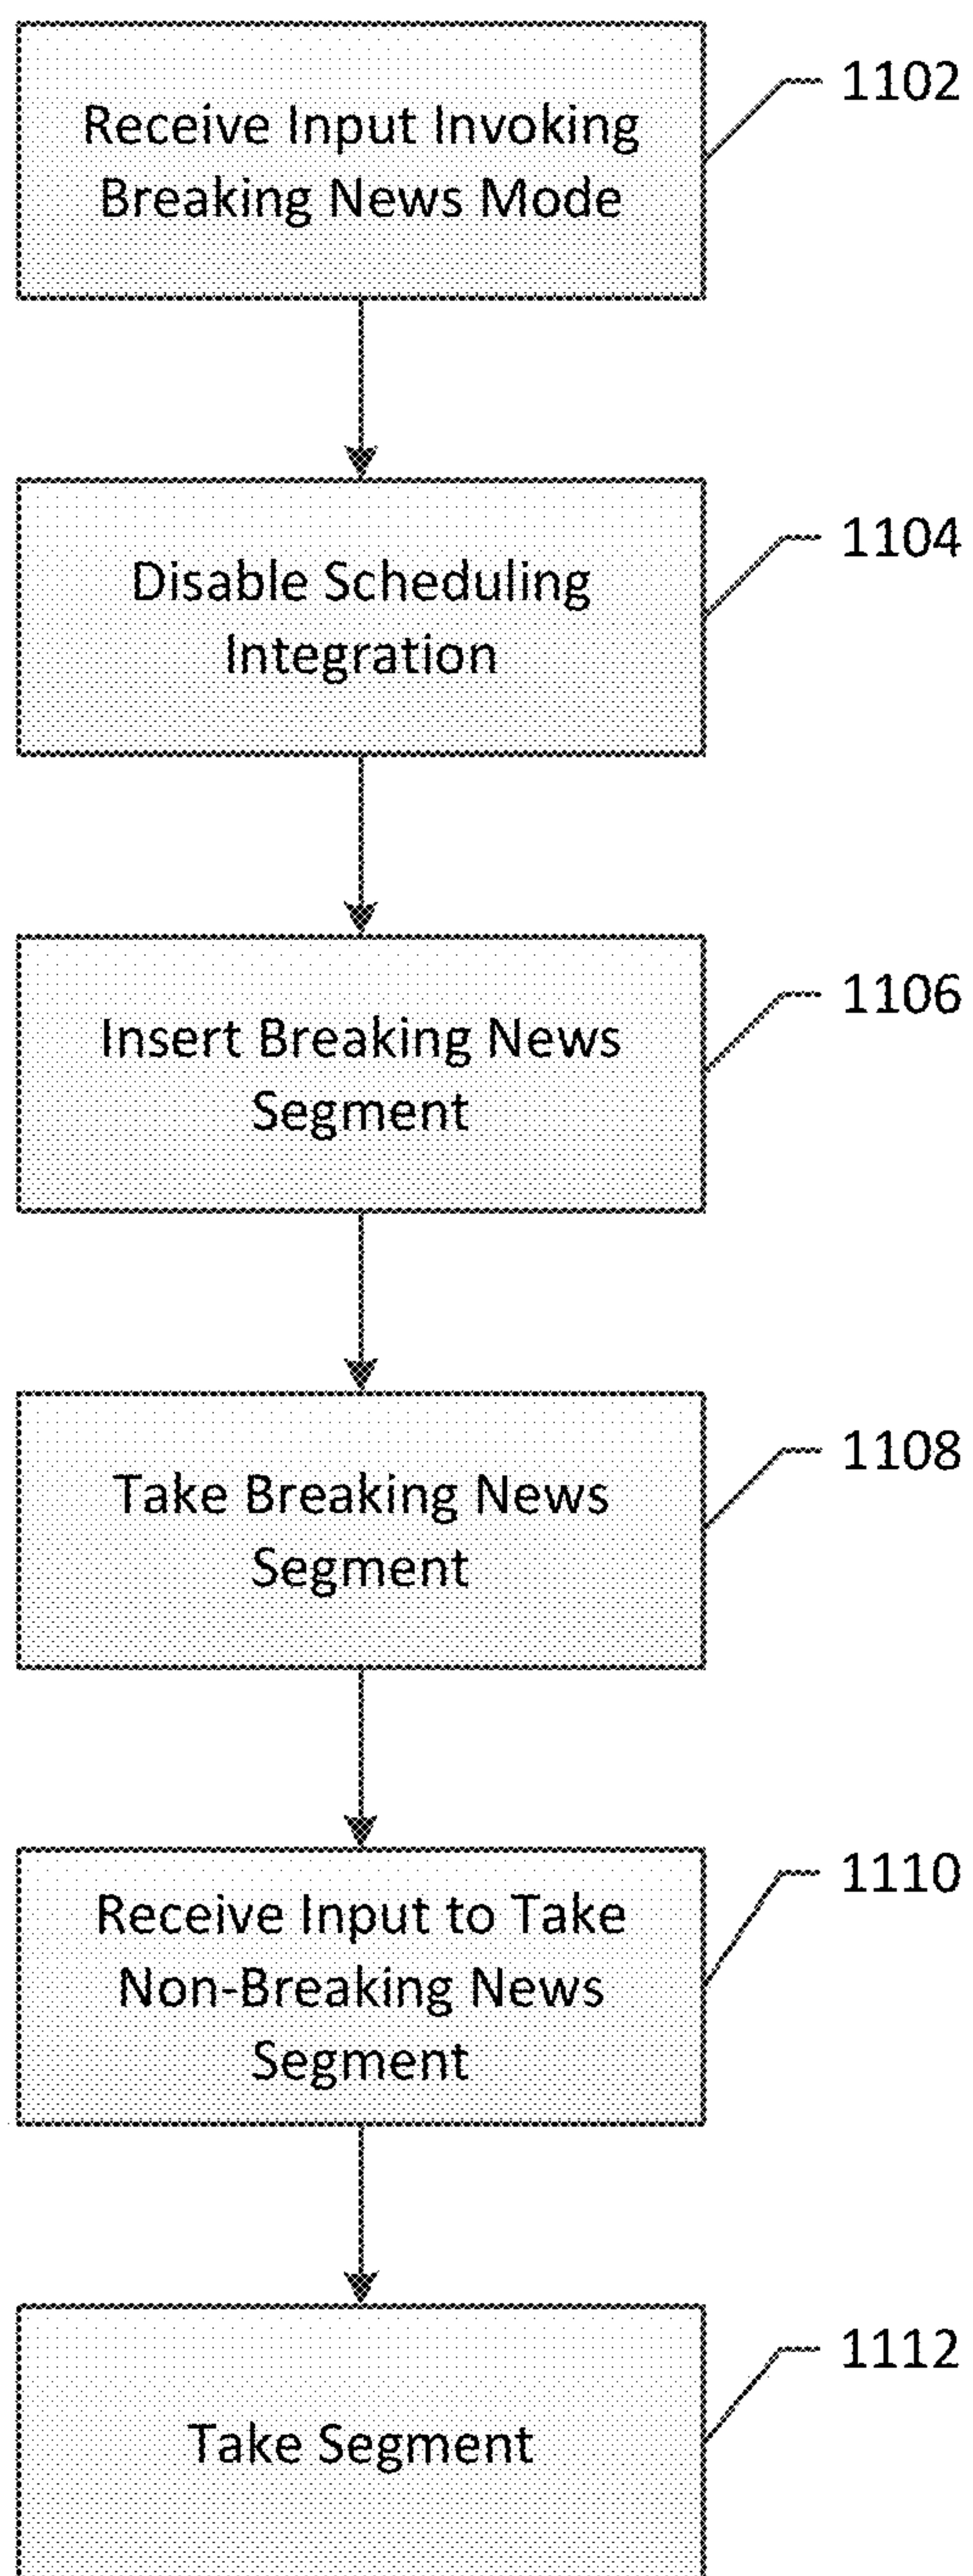 Receive Input Invoking
Breaking News Mode
1102
Disable Scheduling
Integration
1104
Insert Breaking News
Segment
1106
Take Breaking News
Segment
1108
Receive Input to Take
Non-Breaking News
Segment
1110
Take Segment
1112